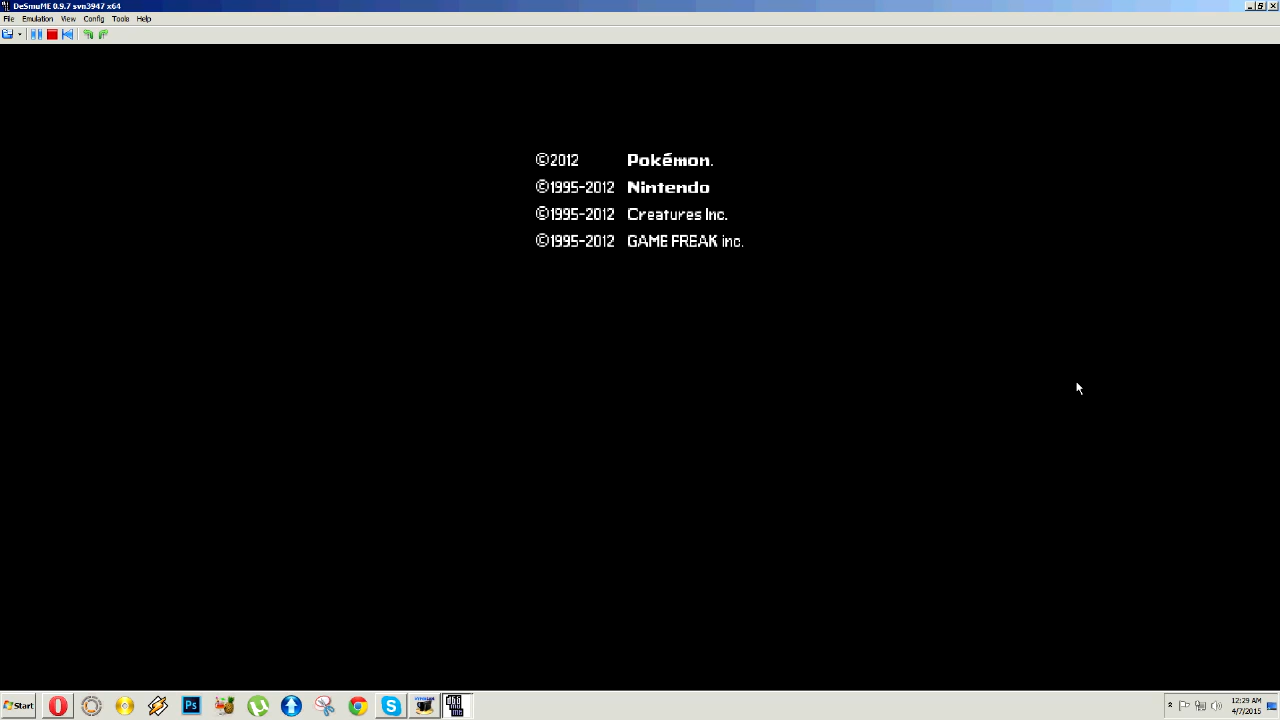 DeSmuME 0.9.7 svn3947 x64
File Emulation View Config Tools Help
©2012 Pokémon.
©1995-2012 Nintendo
©1995-2012 Creatures Inc.
©1995-2012 GAME FREAK inc.
Start
Ps
12:29 AM
4/7/2015